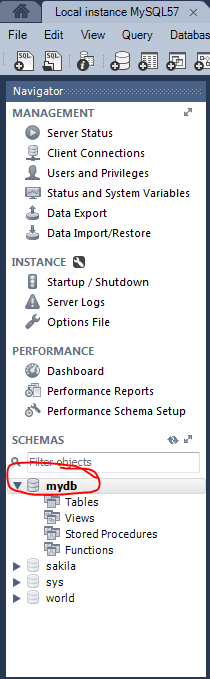 Local instance MySQL57
File Edit View Query Databas
Navigator
MANAGEMENT
Server Status
Client Connections
Users and Privileges
Status and System Variables
Data Export
Data Import/Restore
INSTANCE
Startup / Shutdown
Server Logs
Options File
PERFORMANCE
Dashboard
Performance Reports
Performance Schema Setup
SCHEMAS
Filter objects
mydb
Tables
Views
Stored Procedures
Functions
sakila
sys
world